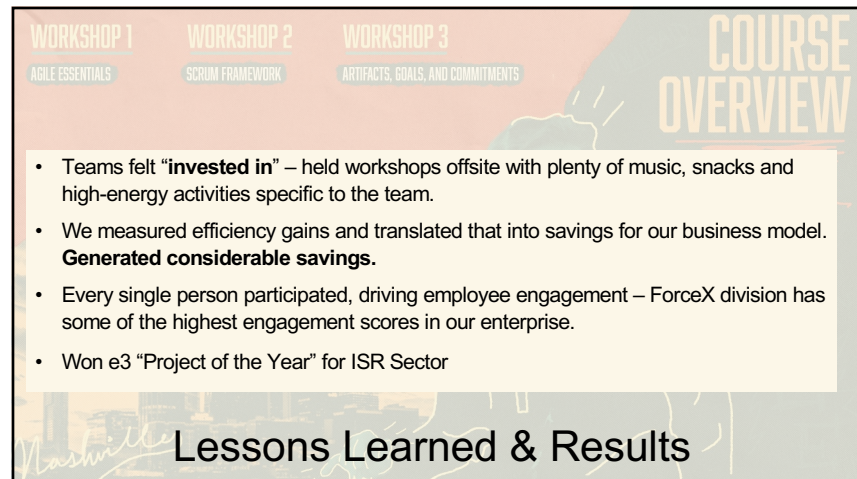 WORKSHOP 1
AGILE ESSENTIALS
WORKSHOP 2
SCRUM FRAMEWORK
WORKSHOP 3
ARTIFACTS, GOALS, AND COMMITMENTS
COURSE
OVERVIEW
• Teams felt “invested in” – held workshops offsite with plenty of music, snacks and
high-energy activities specific to the team.
• We measured efficiency gains and translated that into savings for our business model.
Generated considerable savings.
• Every single person participated, driving employee engagement – ForceX division has
some of the highest engagement scores in our enterprise.
• Won e3 “Project of the Year” for ISR Sector
Nashville
Lessons Learned & Results